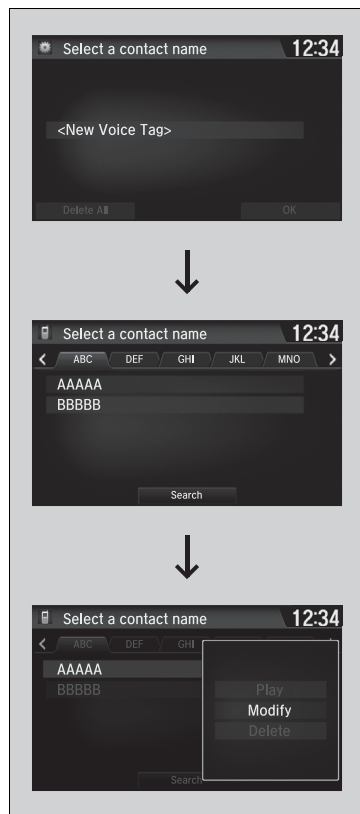 Select a contact name 12:34
<New Voice Tag>
Delete All OK
Select a contact name 12:34
ABC DEF GHI JKL MNO
AAAAA
BBBBB
Search
Select a contact name 12:34
ABC DEF GHI
AAAAA
BBBBB
Play
Modify
Delete
Search